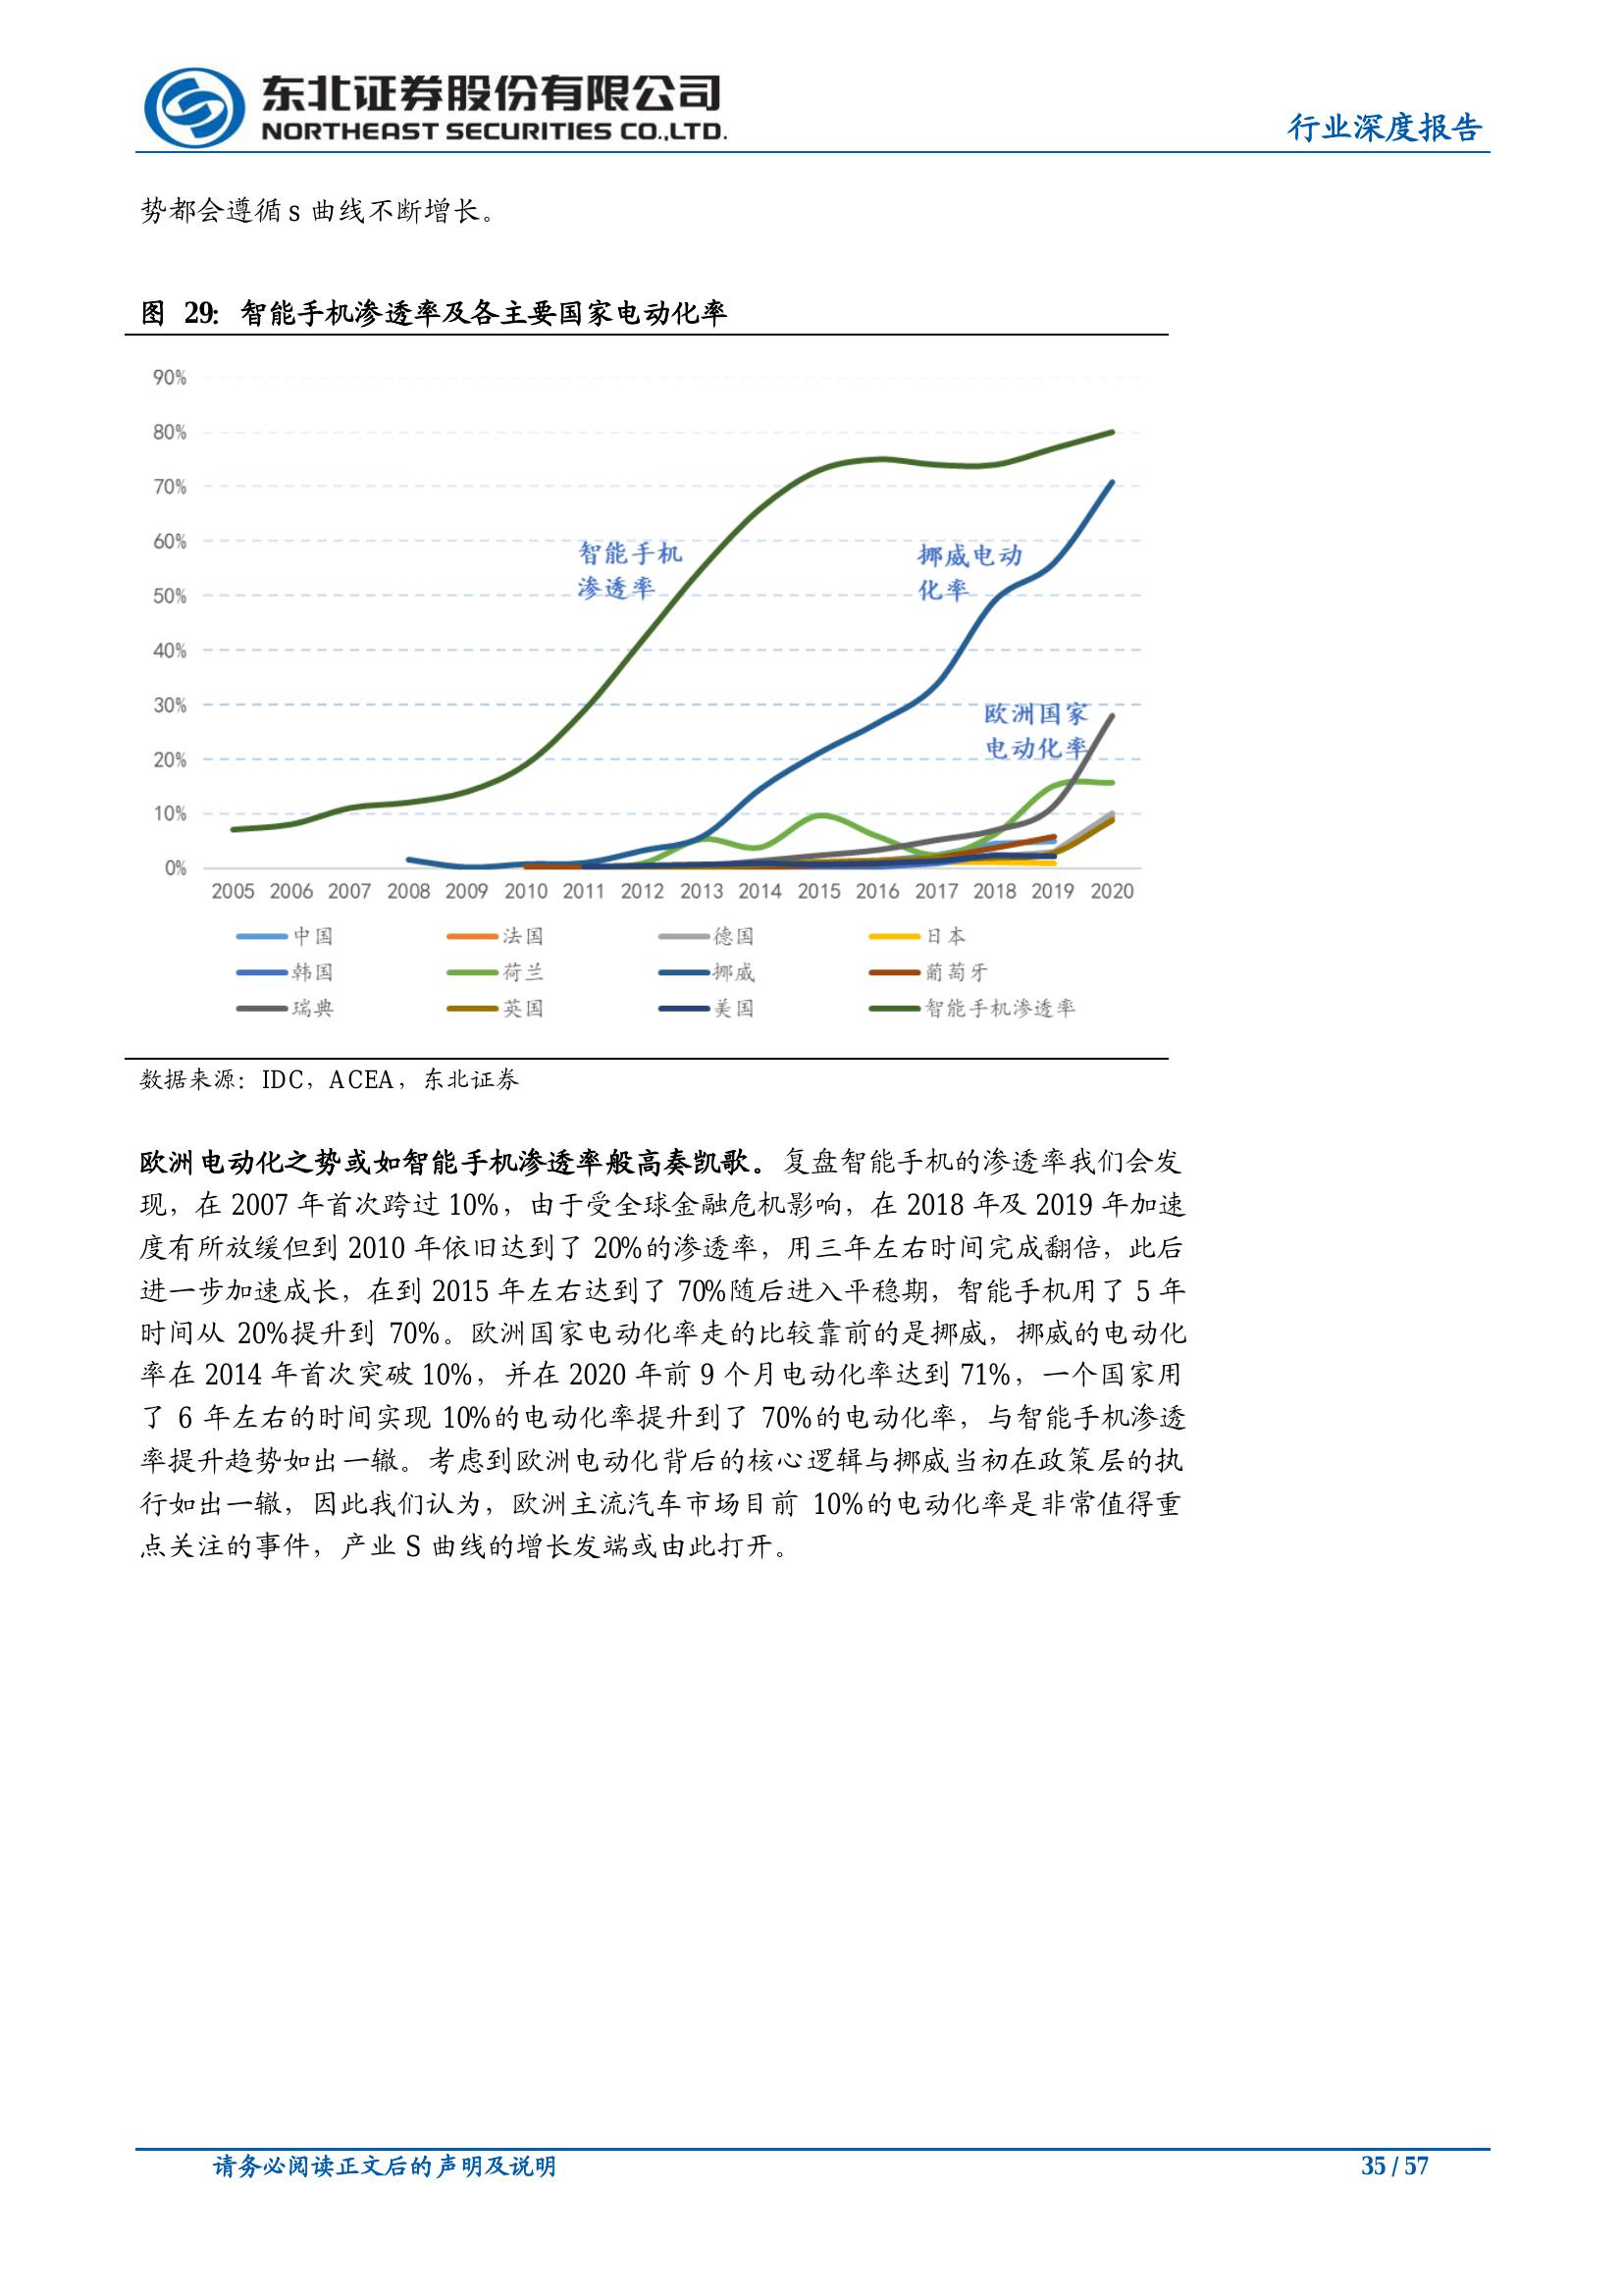 东北证券股份有限公司
NORTHEAST SECURITIES CO.,LTD.
行业深度报告
势都会遵循 s 曲线不断增长。
图 29：智能手机渗透率及各主要国家电动化率
90%
80%
70%
60%
50%
40%
30%
20%
10%
0%
智能手机
渗透率
挪威电动
化率
欧洲国家
电动化率
2005 2006 2007 2008 2009 2010 2011 2012 2013 2014 2015 2016 2017 2018 2019 2020
中国 法国 德国 日本
韩国 荷兰 挪威 葡萄牙
瑞典 英国 美国 智能手机渗透率
数据来源：IDC，ACEA，东北证券
欧洲电动化之势或如智能手机渗透率般高奏凯歌。复盘智能手机的渗透率我们会发
现，在 2007 年首次跨过 10%，由于受全球金融危机影响，在 2018 年及 2019 年加速
度有所放缓但到 2010 年依旧达到了 20%的渗透率，用三年左右时间完成翻倍，此后
进一步加速成长，在到 2015 年左右达到了 70%随后进入平稳期，智能手机用了 5 年
时间从 20%提升到 70%。欧洲国家电动化率走的比较靠前的是挪威，挪威的电动化
率在 2014 年首次突破 10%，并在 2020 年前 9 个月电动化率达到 71%，一个国家用
了 6 年左右的时间实现 10%的电动化率提升到了 70%的电动化率，与智能手机渗透
率提升趋势如出一辙。考虑到欧洲电动化背后的核心逻辑与挪威当初在政策层的执
行如出一辙，因此我们认为，欧洲主流汽车市场目前 10%的电动化率是非常值得重
点关注的事件，产业 S 曲线的增长发端或由此打开。
请务必阅读正文后的声明及说明
35 / 57